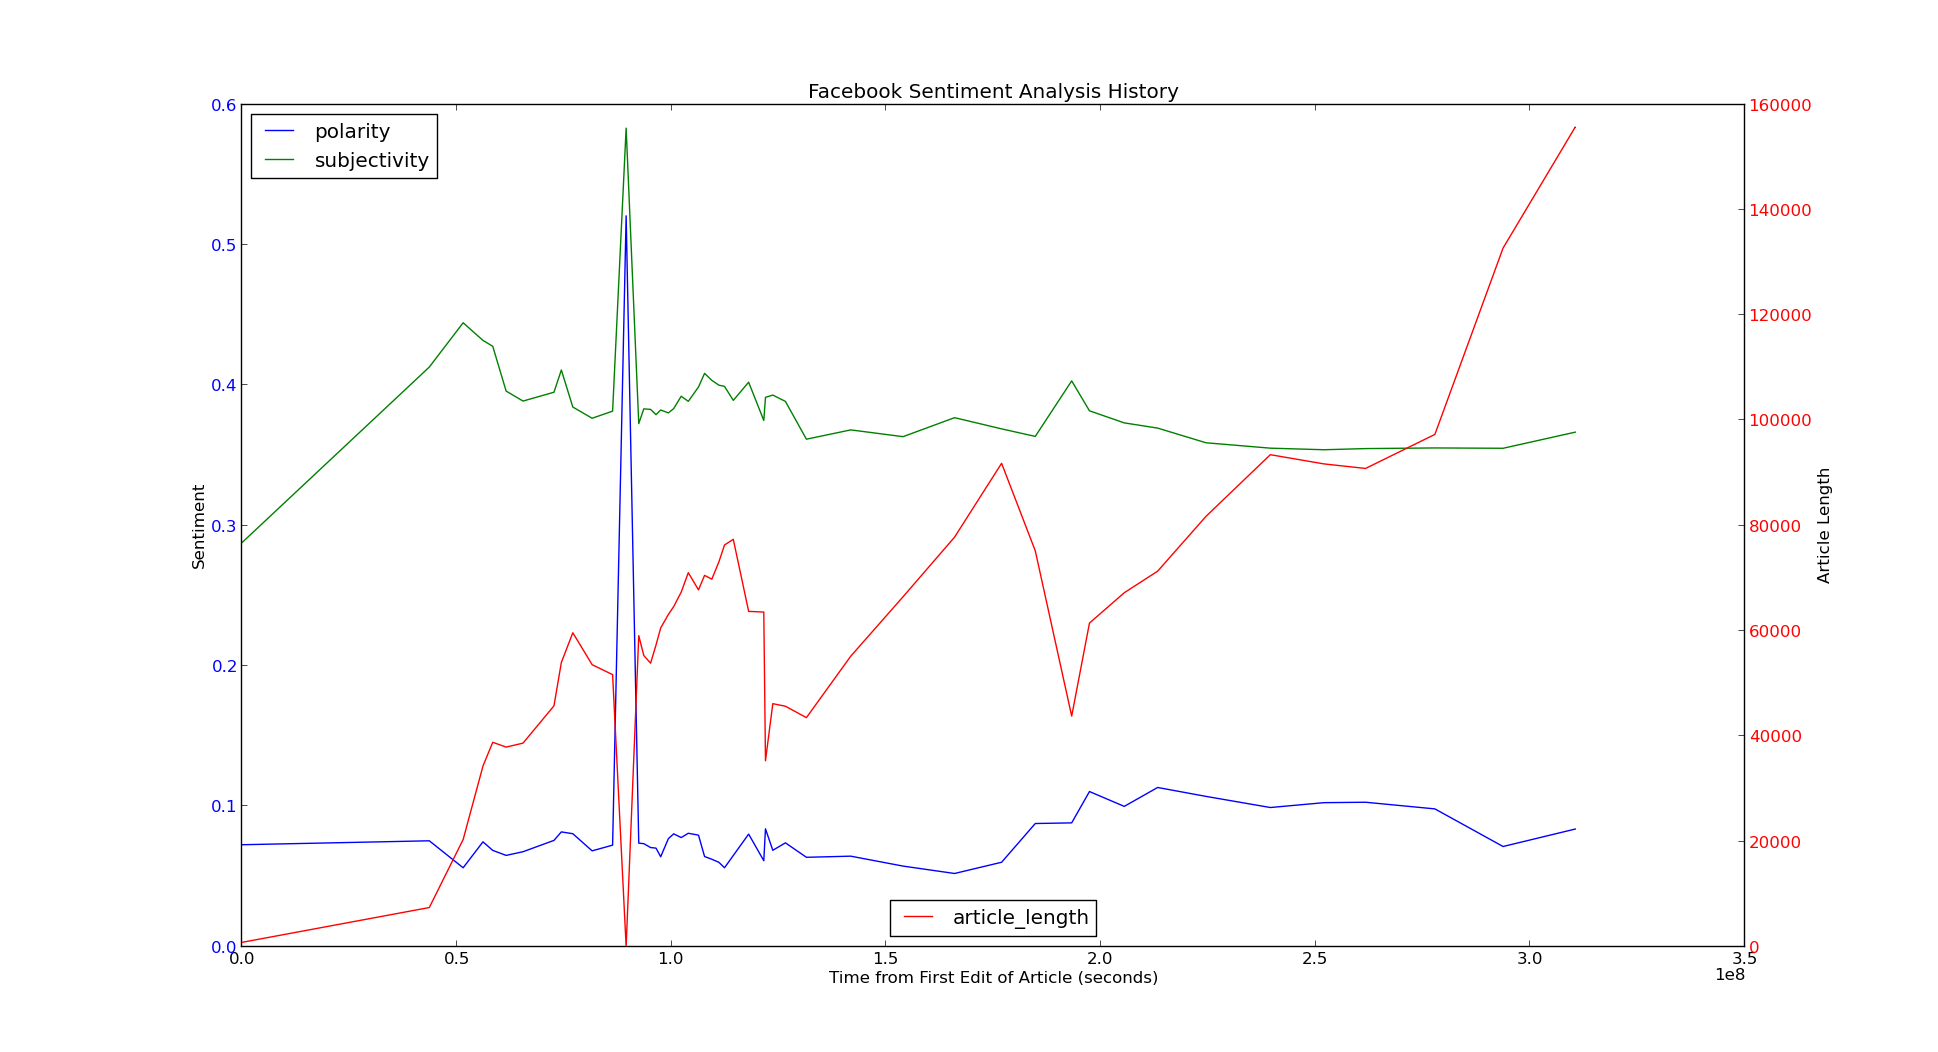 Facebook Sentiment Analysis History
polarity
subjectivity
article_length
Sentiment
0.6
0.5
0.4
0.3
0.2
0.1
0.0
Article Length
160000
140000
120000
100000
80000
60000
40000
20000
0
0.0 0.5 1.0 1.5 2.0 2.5 3.0 3.5
1e8
Time from First Edit of Article (seconds)